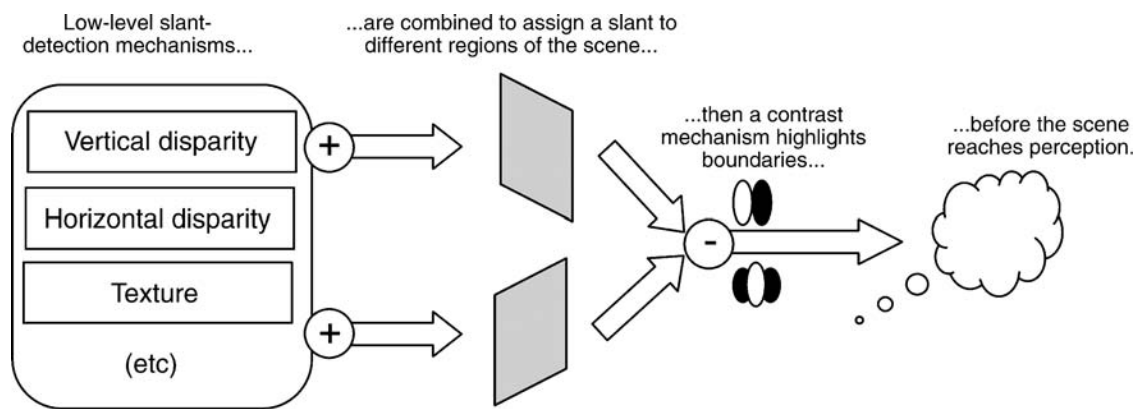 Low-level slant-
detection mechanisms...
...are combined to assign a slant to
different regions of the scene...
...then a contrast
mechanism highlights
boundaries...
...before the scene
reaches perception.
Vertical disparity
Horizontal disparity
Texture
(etc)
+
+
-